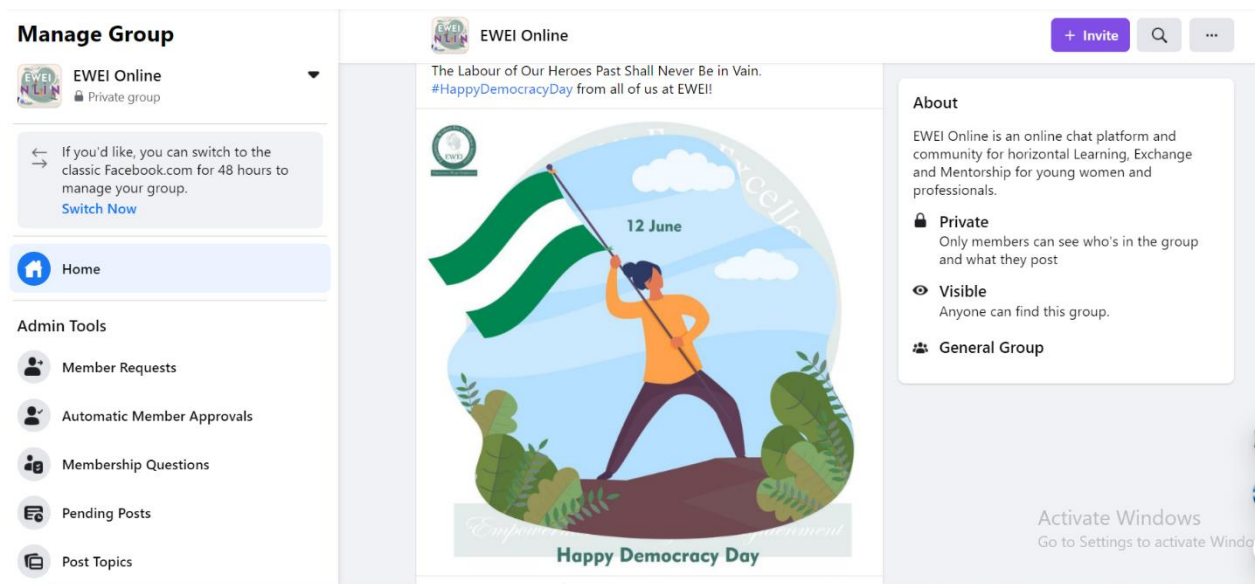 Manage Group
EWEI Online
Private group
If you'd like, you can switch to the
classic Facebook.com for 48 hours to
manage your group.
Switch Now
Home
Admin Tools
Member Requests
Automatic Member Approvals
Membership Questions
Pending Posts
Post Topics
EWEI Online
+ Invite
The Labour of Our Heroes Past Shall Never Be in Vain.
#HappyDemocracyDay from all of us at EWEI!
EWEI
12 June
Happy Democracy Day
About
EWEI Online is an online chat platform and
community for horizontal Learning, Exchange
and Mentorship for young women and
professionals.
Private
Only members can see who's in the group
and what they post
Visible
Anyone can find this group.
General Group
Activate Windows
Go to Settings to activate Windo